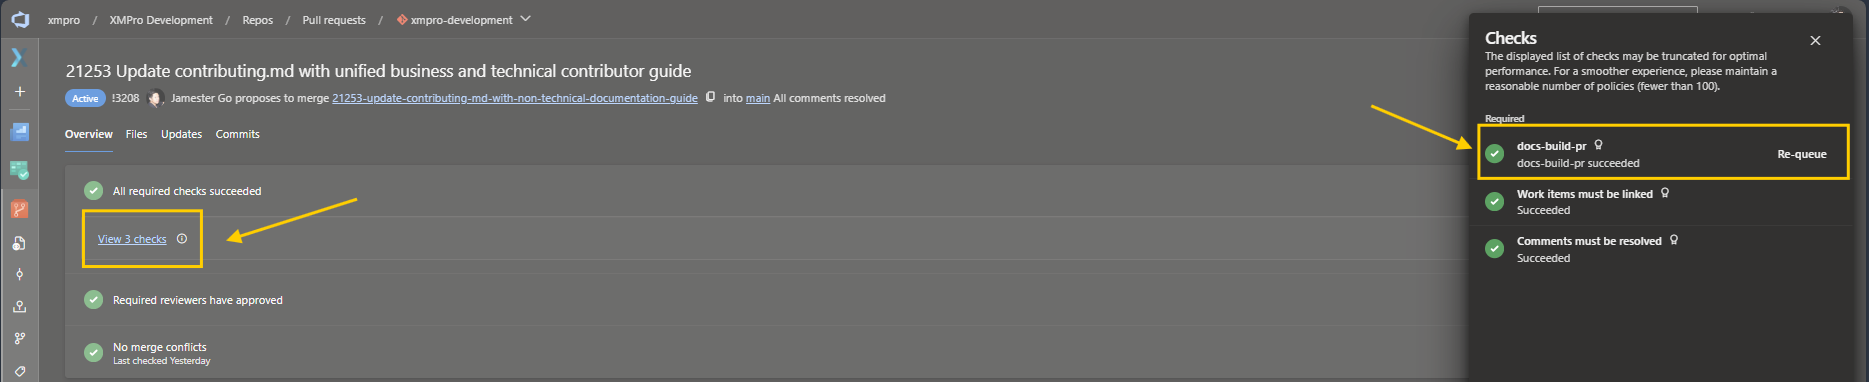 xmpro / XMPro Development / Repos / Pull requests / xmpro-development
21253 Update contributing.md with unified business and technical contributor guide
Active !3208 Jamester Go proposes to merge 21253-update-contributing-md-with-non-technical-documentation-guide into main All comments resolved
Overview Files Updates Commits
All required checks succeeded
View 3 checks
Required reviewers have approved
No merge conflicts
Last checked Yesterday
Checks
The displayed list of checks may be truncated for optimal
performance. For a smoother experience, please maintain a
reasonable number of policies (fewer than 100).
Required
docs-build-pr
docs-build-pr succeeded
Re-queue
Work items must be linked
Succeeded
Comments must be resolved
Succeeded